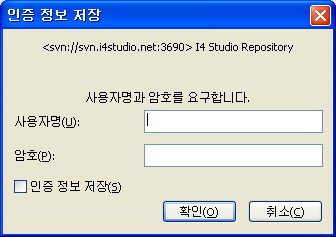 인증 정보 저장
<svn://svn.i4studio.net:3690> I4 Studio Repository
사용자명과 암호를 요구합니다.
사용자명(U):
암호(P):
인증 정보 저장(S)
확인(O) 취소(C)